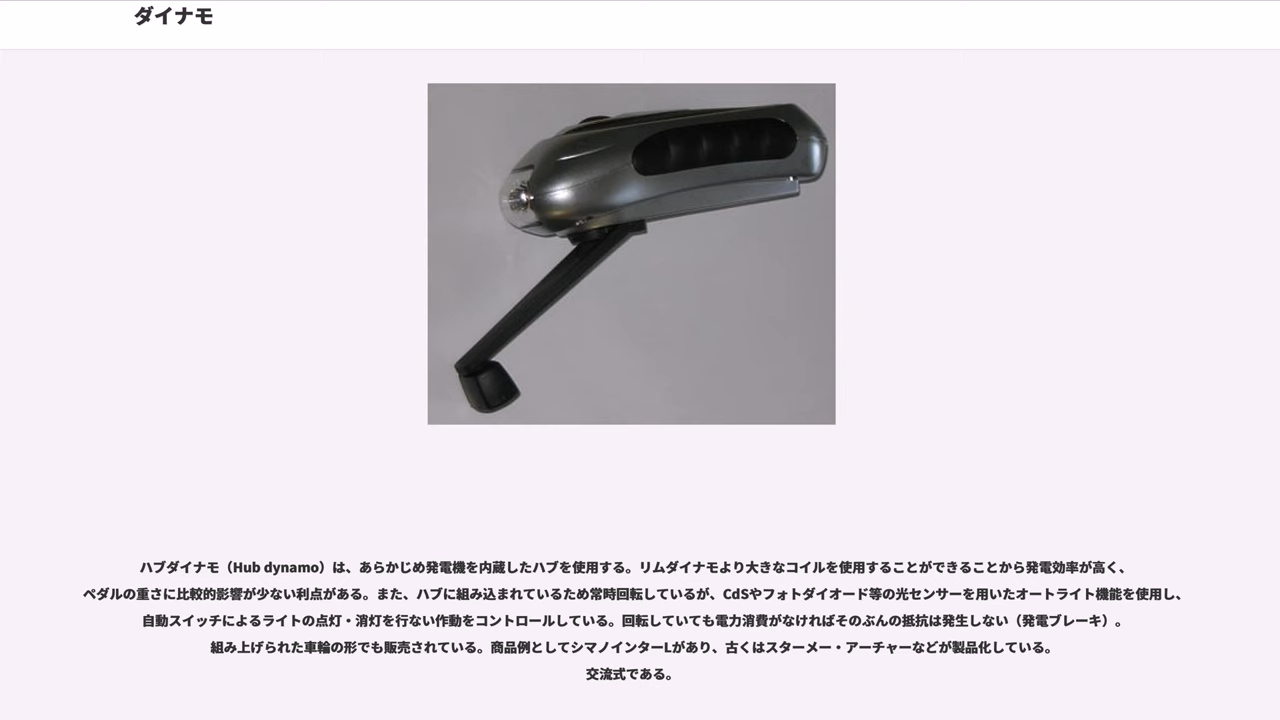 ダイナモ
ハブダイナモ（Hub dynamo）は、あらかじめ発電機を内蔵したハブを使用する。リムダイナモより大きなコイルを使用することができることから発電効率が高く、
ペダルの重さに比較的影響が少ない利点がある。また、ハブに組み込まれているため常時回転しているが、CdSやフォトダイオード等の光センサーを用いたオートライト機能を使用し、
自動スイッチによるライトの点灯・消灯を行ない作動をコントロールしている。回転していても電力消費がなければそのぶんの抵抗は発生しない（発電ブレーキ）。
組み上げられた車輪の形でも販売されている。商品例としてシマノインターLがあり、古くはスターメー・アーチャーなどが製品化している。
交流式である。